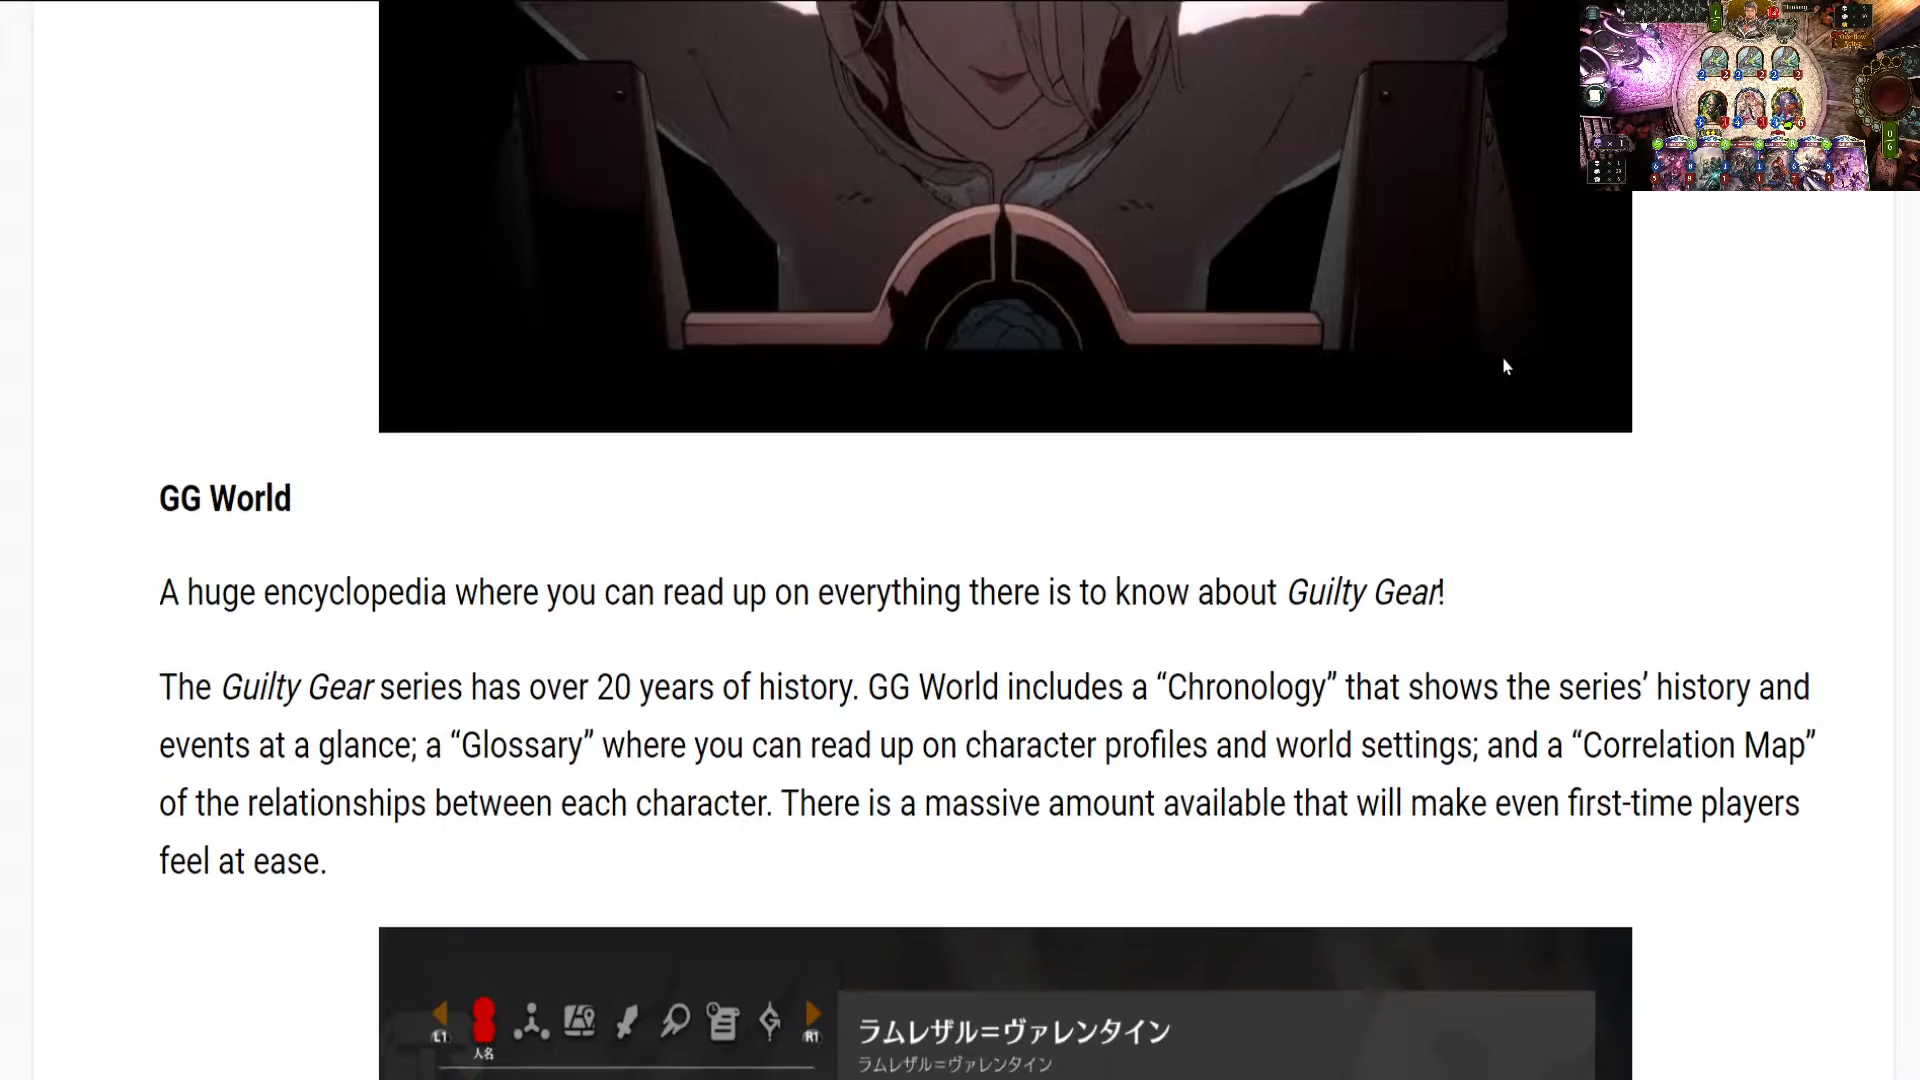 Thinking
GG World
A huge encyclopedia where you can read up on everything there is to know about Guilty Gear!
The Guilty Gear series has over 20 years of history. GG World includes a “Chronology” that shows the series’ history and
events at a glance; a “Glossary” where you can read up on character profiles and world settings; and a “Correlation Map”
of the relationships between each character. There is a massive amount available that will make even first-time players
feel at ease.
L1 R1
人名
ラムレザル=ヴァレンタイン
ラムレザル=ヴァレンタイン